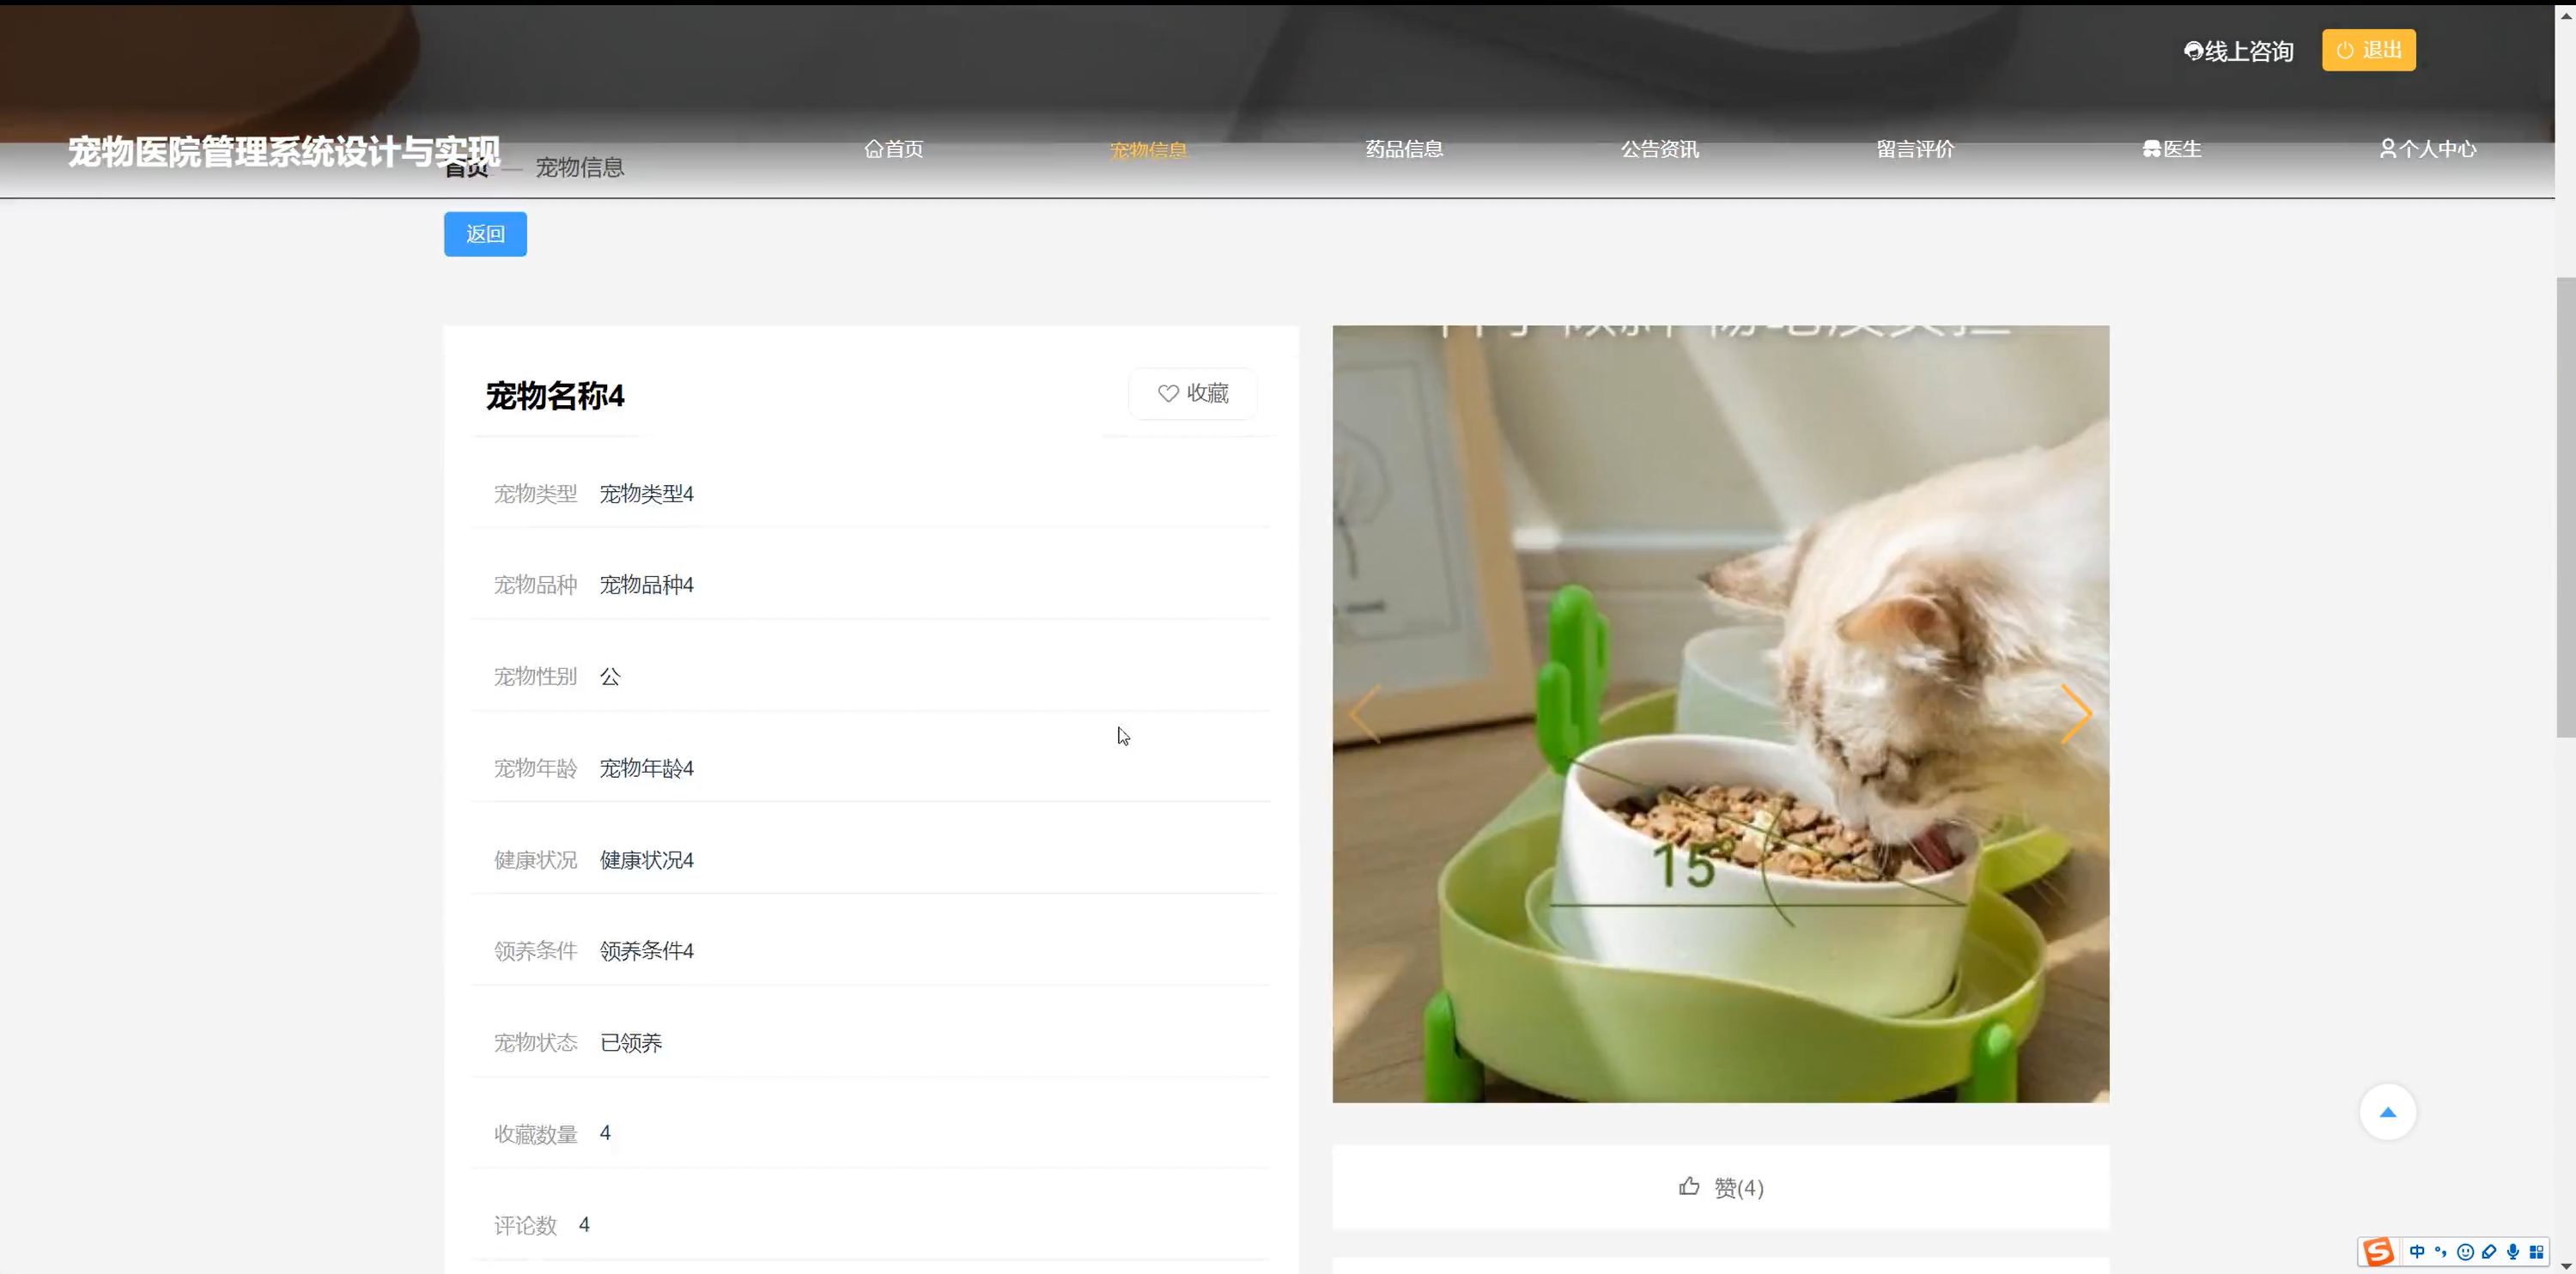 线上咨询
退出
宠物医院管理系统设计与实现
首页
宠物信息
药品信息
公告资讯
留言评价
医生
个人中心
首页 — 宠物信息
返回
宠物名称4
收藏
宠物类型 宠物类型4
宠物品种 宠物品种4
宠物性别 公
宠物年龄 宠物年龄4
健康状况 健康状况4
领养条件 领养条件4
宠物状态 已领养
收藏数量 4
评论数 4
15°
赞(4)
中